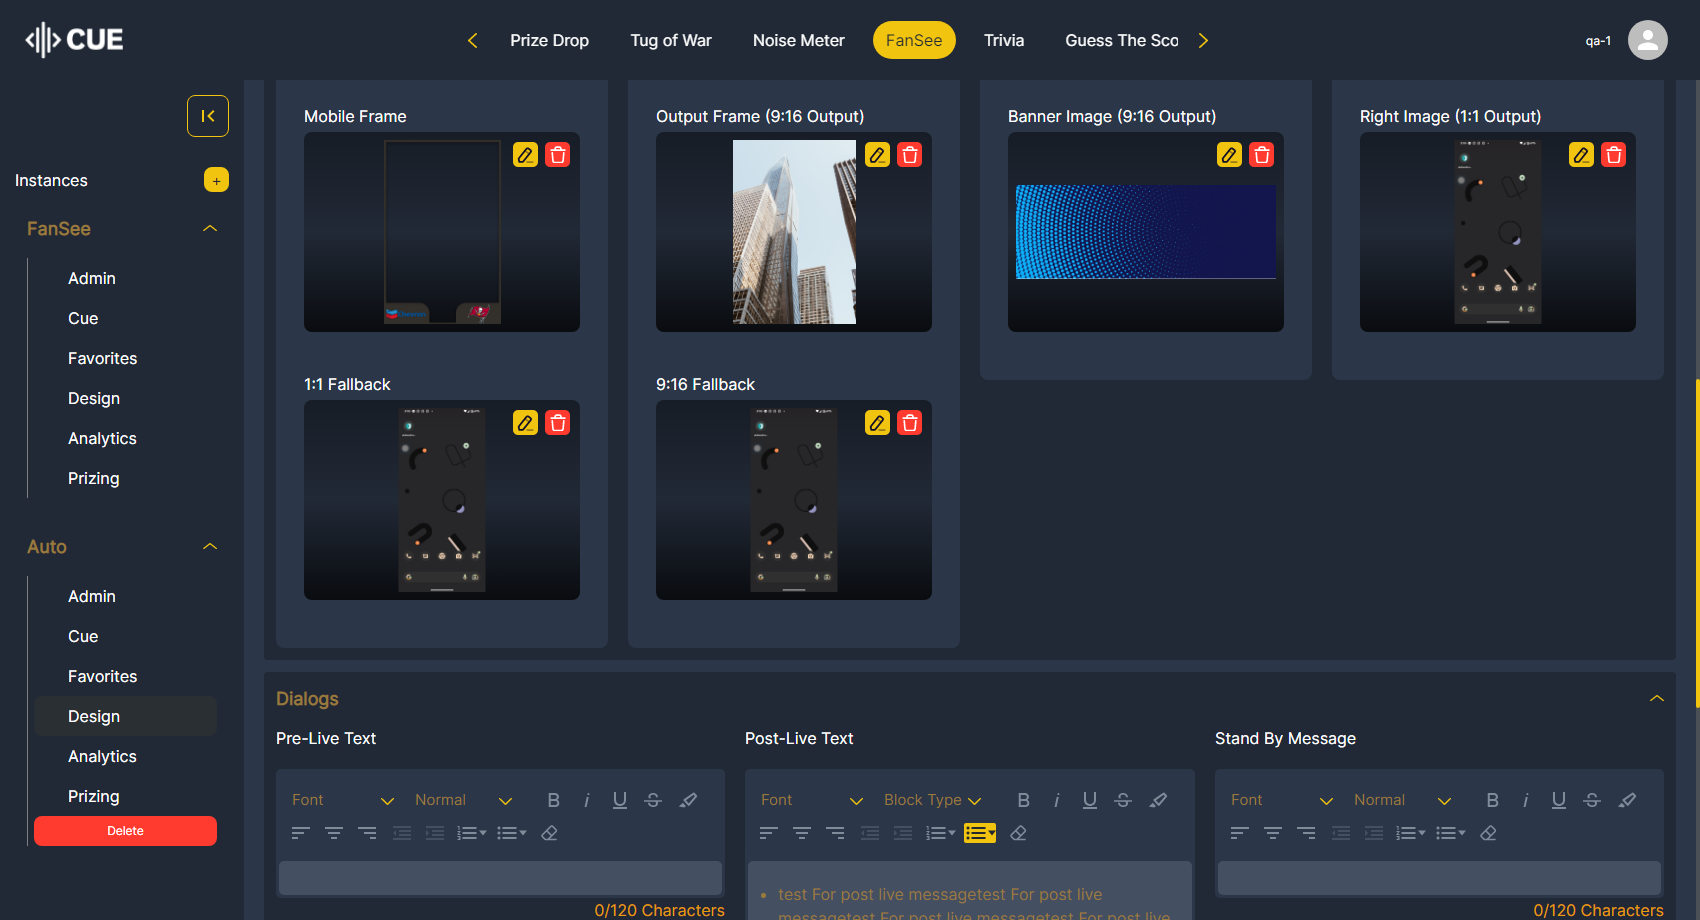 CUE
Prize Drop
Tug of War
Noise Meter
FanSee
Trivia
Guess The Sco
qa-1
Instances
+
FanSee
Admin
Cue
Favorites
Design
Analytics
Prizing
Auto
Admin
Cue
Favorites
Design
Analytics
Prizing
Delete
Mobile Frame
Output Frame (9:16 Output)
Banner Image (9:16 Output)
Right Image (1:1 Output)
1:1 Fallback
9:16 Fallback
Dialogs
Pre-Live Text
Font
Normal
B i U S
0/120 Characters
Post-Live Text
Font
Block Type
B i U S
• test For post live messagetest For post live
messagetest For post live messagetest For post live
Stand By Message
Font
Normal
B i U S
0/120 Characters